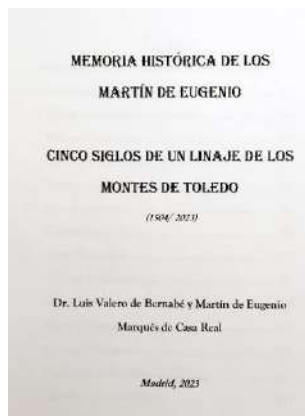 MEMORIA HISTÓRICA DE LOS
MARTÍN DE EUGENIO
CINCO SIGLOS DE UN LINAJE DE LOS
MONTES DE TOLEDO
(1504/ 2023)
Dr. Luis Valero de Bernabé y Martín de Eugenio
Marqués de Casa Real
Madrid, 2023